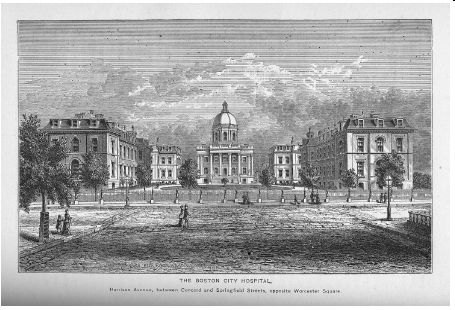 THE BOSTON CITY HOSPITAL,
Harrison Avenue, between Concord and Springfield Streets, opposite Worcester Square.